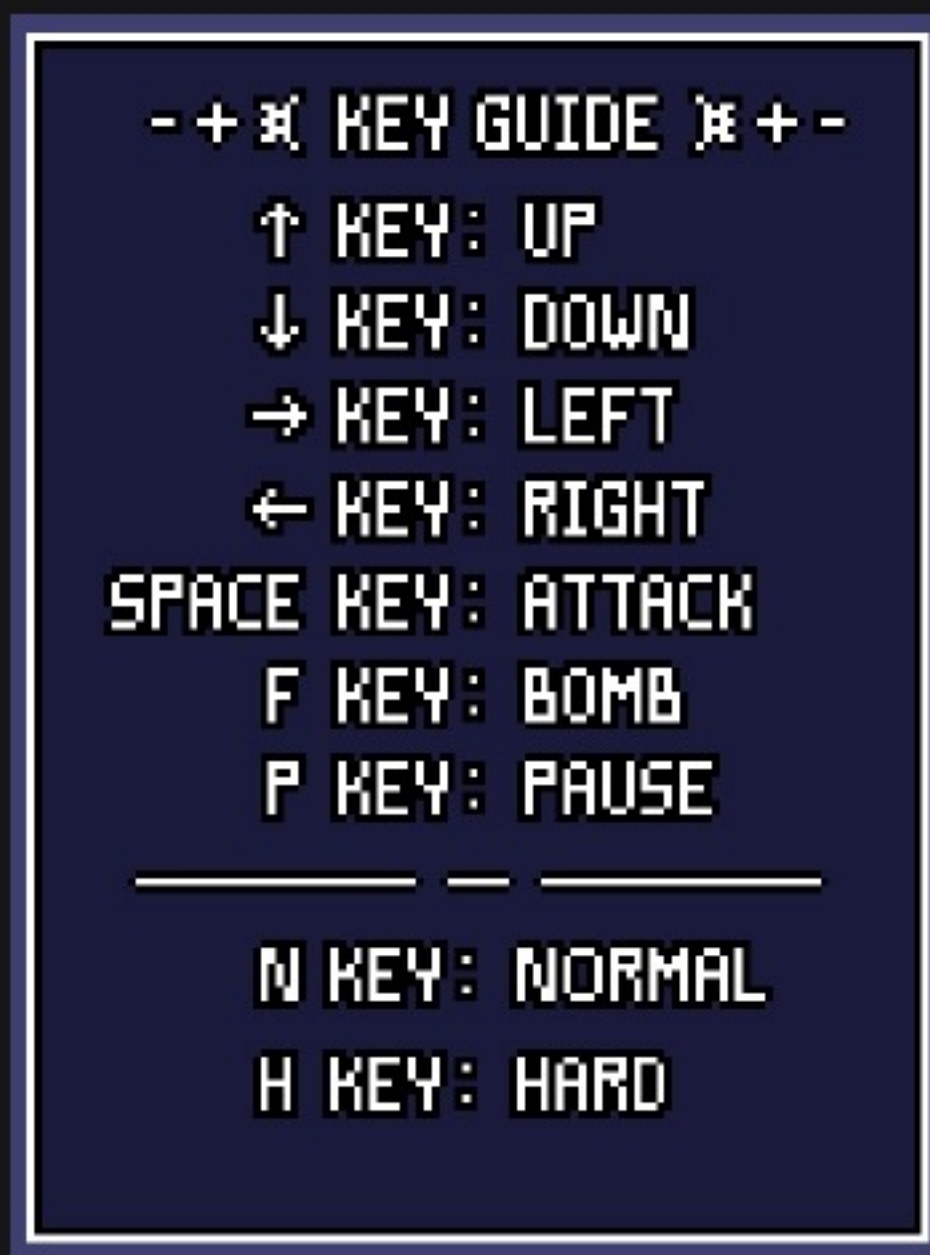 -+¤ KEY GUIDE ¤+-
↑ KEY: UP
↓ KEY: DOWN
→ KEY: LEFT
← KEY: RIGHT
SPACE KEY: ATTACK
F KEY: BOMB
P KEY: PAUSE
N KEY: NORMAL
H KEY: HARD